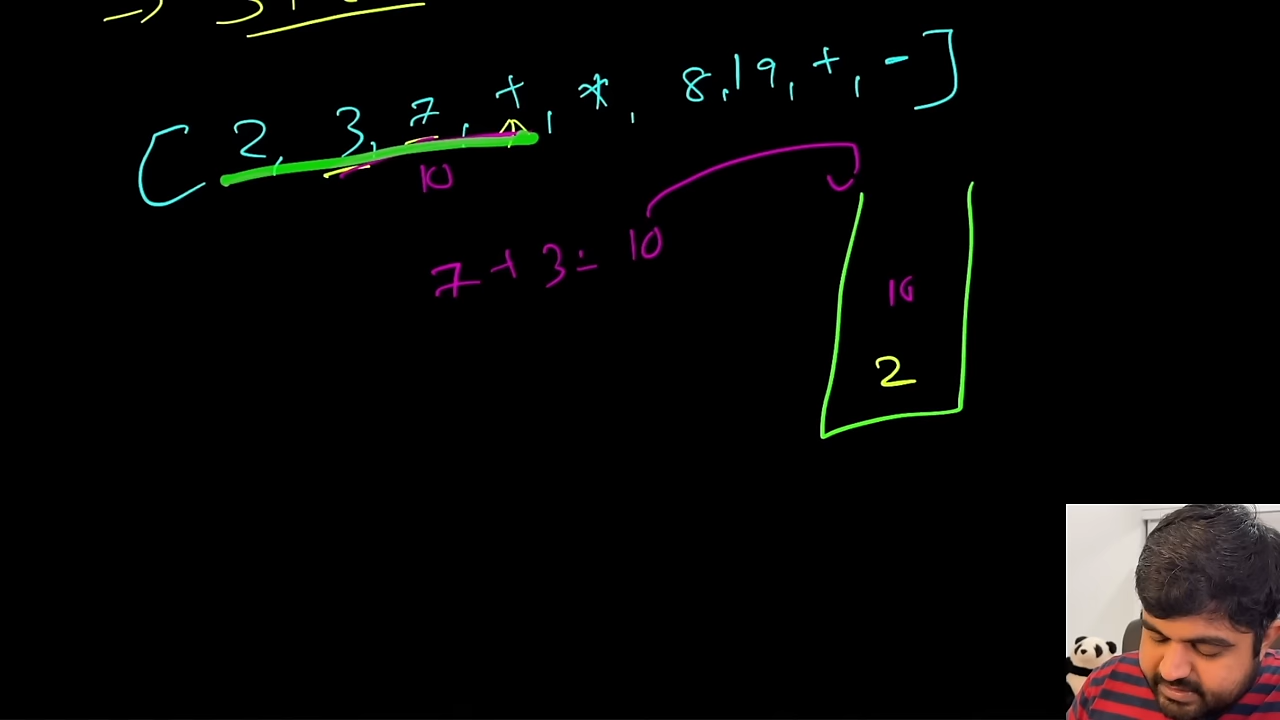 [ 2, 3, 7, +, *, 8, 19, +, - ]
10
7 + 3 = 10
10
2